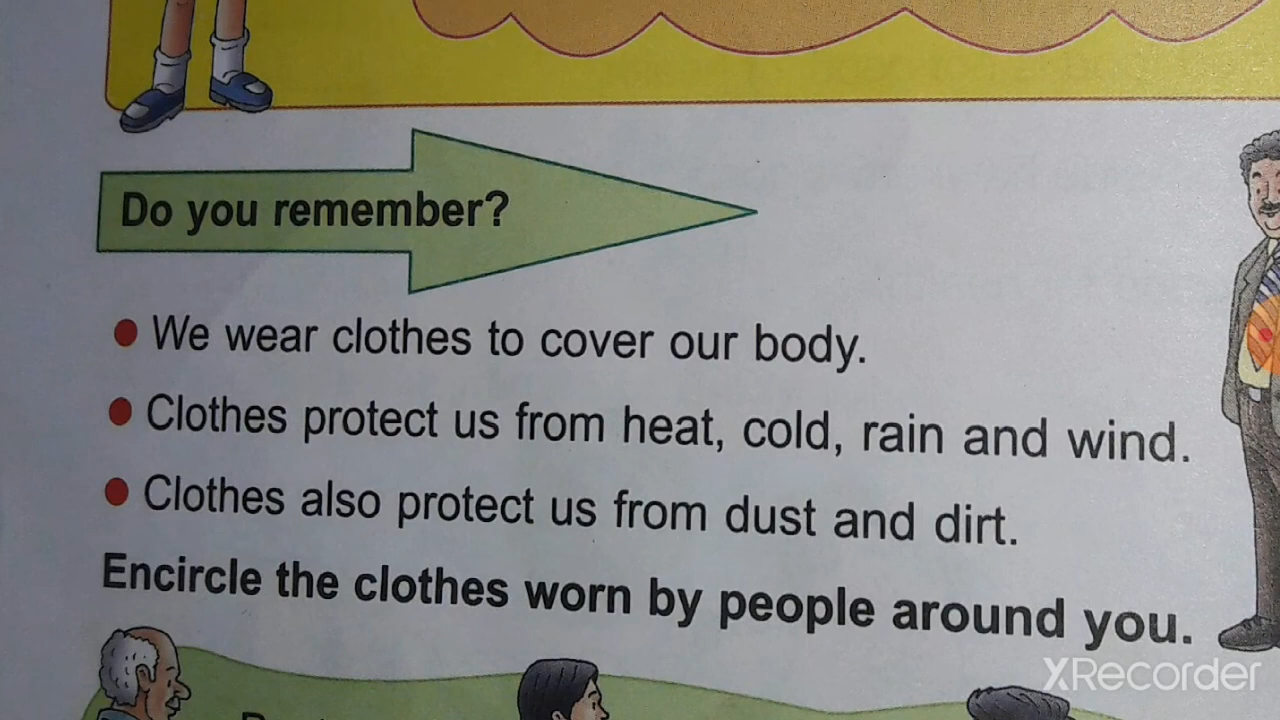 Do you remember?
We wear clothes to cover our body.
Clothes protect us from heat, cold, rain and wind.
Clothes also protect us from dust and dirt.
Encircle the clothes worn by people around you.
XRecorder